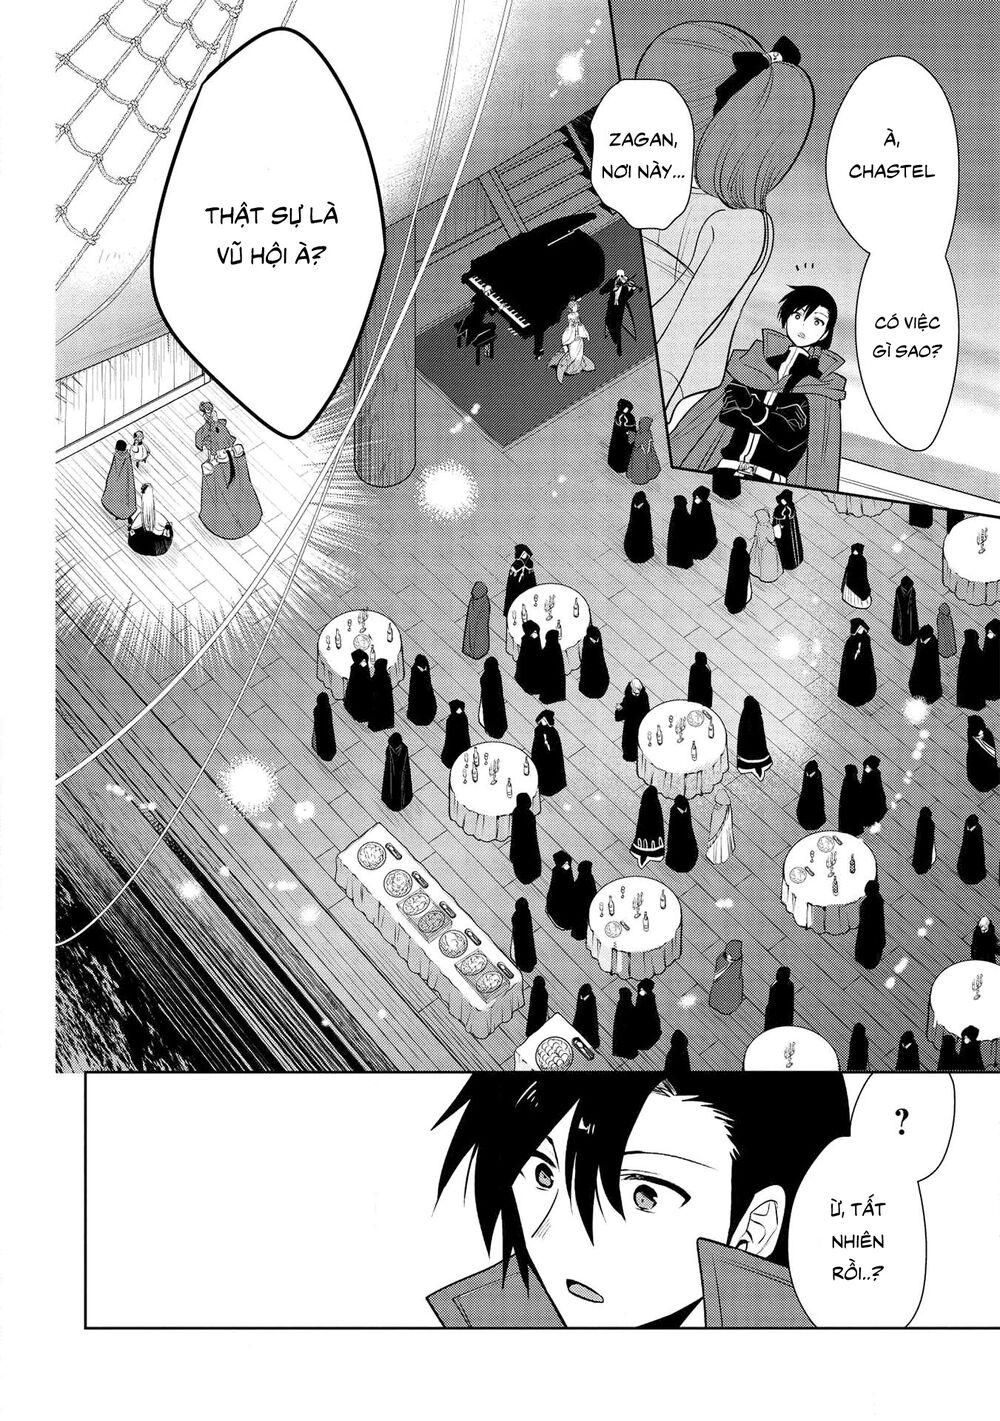 À,
CHASTEL
CÓ VIỆC
GÌ SAO?
ZAGAN,
NƠI NÀY...
THẬT SỰ LÀ
VŨ HỘI À?
?
Ừ, TẤT
NHIÊN
RỒI..?